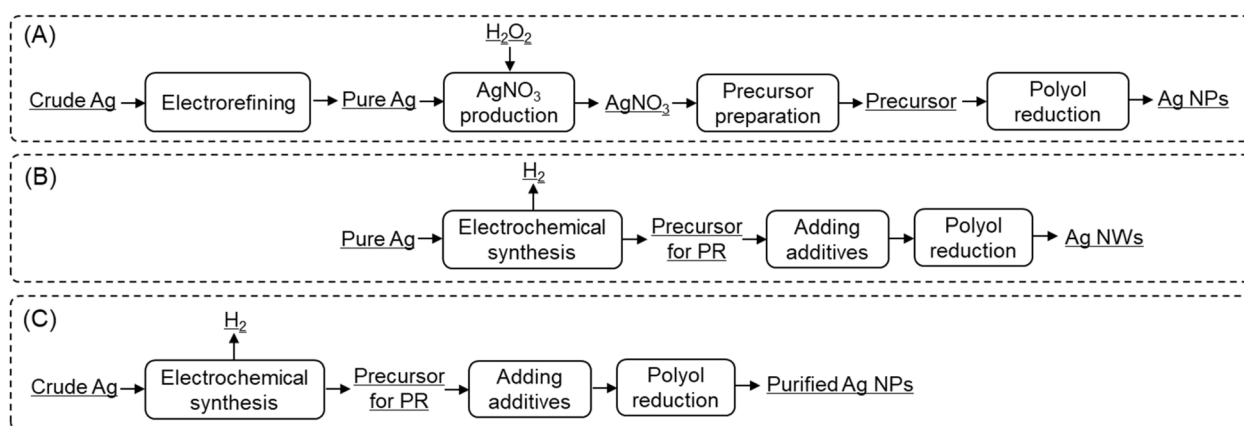 (A)
H₂O₂
Crude Ag
Electrorefining
Pure Ag
AgNO₃
production
AgNO₃
Precursor
preparation
Precursor
Polyol
reduction
Ag NPs
(B)
H₂
Pure Ag
Electrochemical
synthesis
Precursor
for PR
Adding
additives
Polyol
reduction
Ag NWs
(C)
H₂
Crude Ag
Electrochemical
synthesis
Precursor
for PR
Adding
additives
Polyol
reduction
Purified Ag NPs